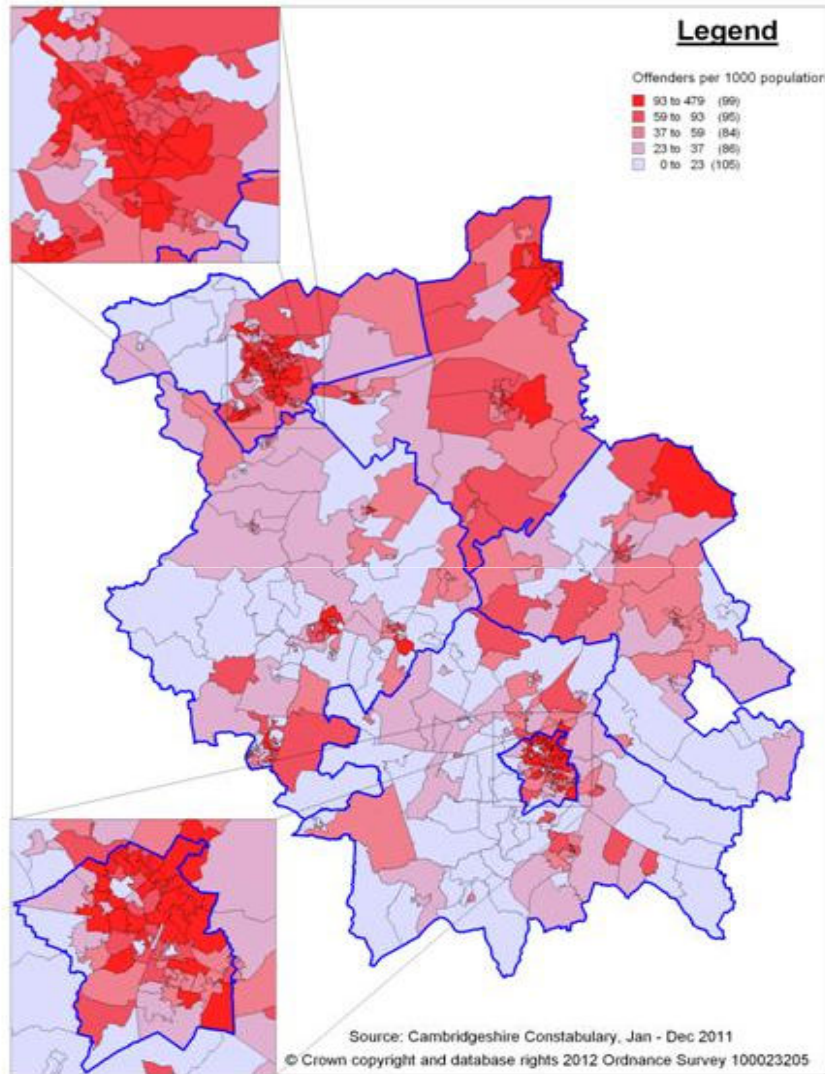 Legend
Offenders per 1000 population
93 to 479 (99)
59 to 93 (95)
37 to 59 (84)
23 to 37 (86)
0 to 23 (105)
Source: Cambridgeshire Constabulary, Jan - Dec 2011
© Crown copyright and database rights 2012 Ordnance Survey 100023205